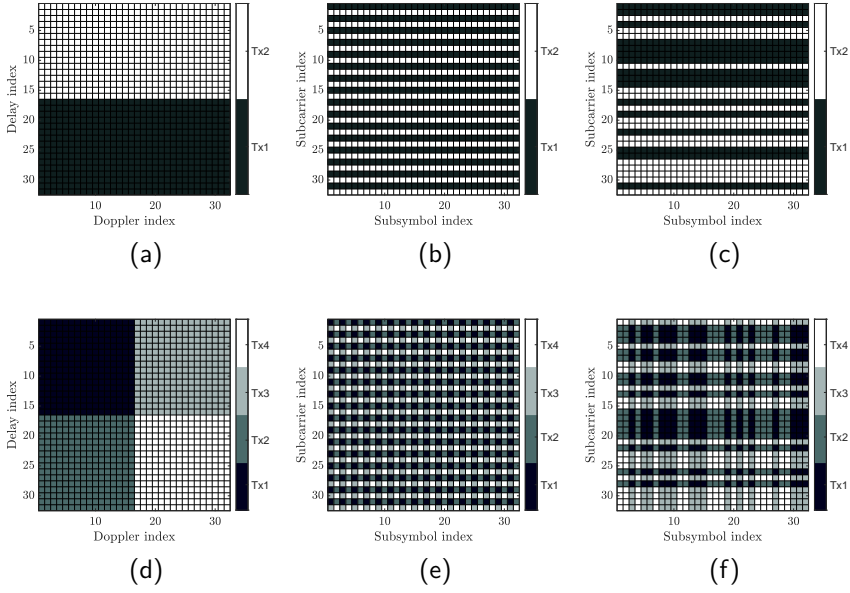 5
10
15
20
25
30
10 20 30
Delay index
Doppler index
Tx2
Tx1
(a)
5
10
15
20
25
30
10 20 30
Subcarrier index
Subsymbol index
(b)
5
10
15
20
25
30
10 20 30
Subcarrier index
Subsymbol index
Tx2
Tx1
(c)
5
10
15
20
25
30
10 20 30
Delay index
Doppler index
Tx4
Tx3
Tx2
Tx1
(d)
5
10
15
20
25
30
10 20 30
Subcarrier index
Subsymbol index
Tx4
Tx3
Tx2
Tx1
(e)
5
10
15
20
25
30
10 20 30
Subcarrier index
Subsymbol index
Tx4
Tx3
Tx2
Tx1
(f)